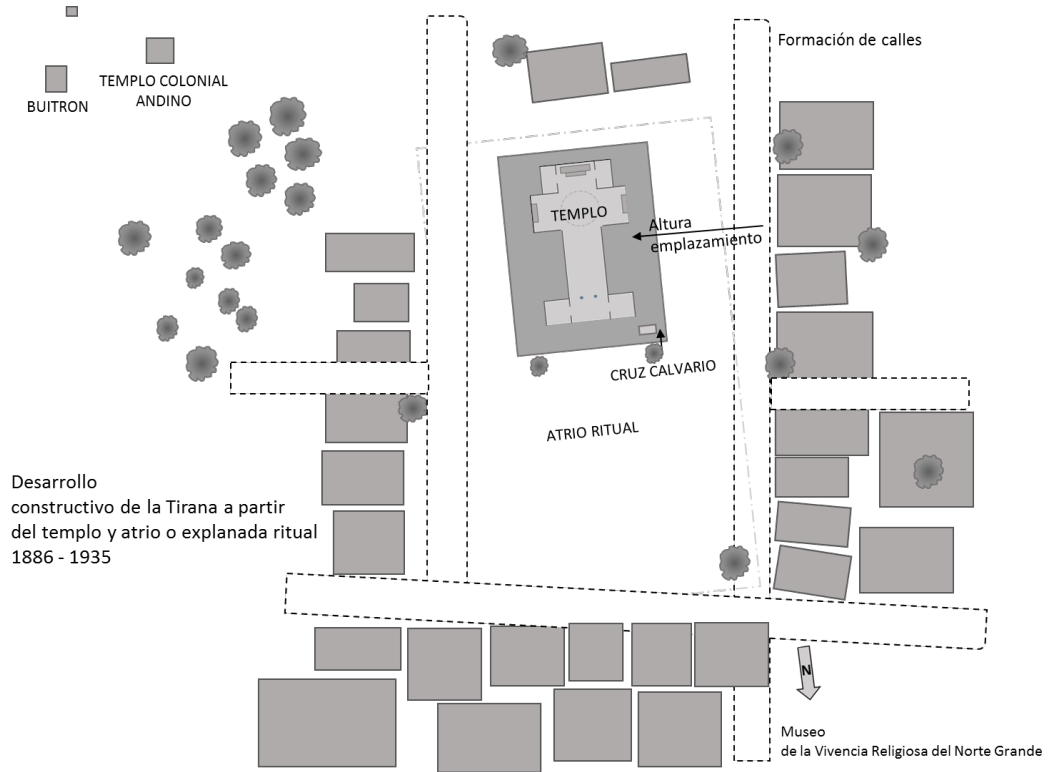 Formación de calles
TEMPLO COLONIAL
ANDINO
BUITRON
TEMPLO
Altura
emplazamiento
CRUZ CALVARIO
ATRIO RITUAL
Desarrollo
constructivo de la Tirana a partir
del templo y atrio o explanada ritual
1886 - 1935
N
Museo
de la Vivencia Religiosa del Norte Grande